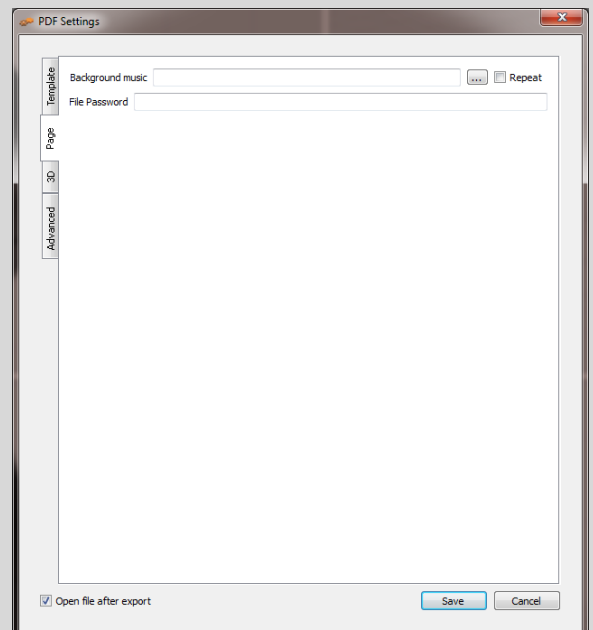 PDF Settings
Template
Page
3D
Advanced
Background music ... Repeat
File Password
Open file after export Save Cancel